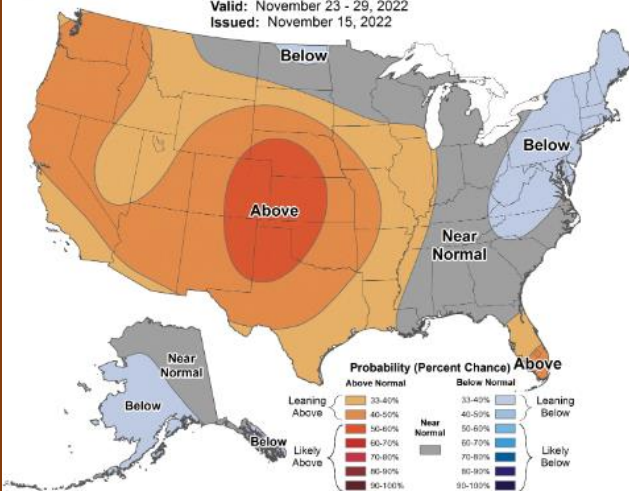 Valid: November 23 - 29, 2022
Issued: November 15, 2022
Below
Below
Above
Near
Normal
Near
Normal
Below
Below
Above
Probability (Percent Chance)
Above Normal
Below Normal
Leaning
Above
33-40%
40-50%
Likely
Above
50-60%
60-70%
70-80%
80-90%
90-100%
Near
Normal
33-40%
40-50%
Leaning
Below
50-60%
60-70%
70-80%
80-90%
90-100%
Likely
Below